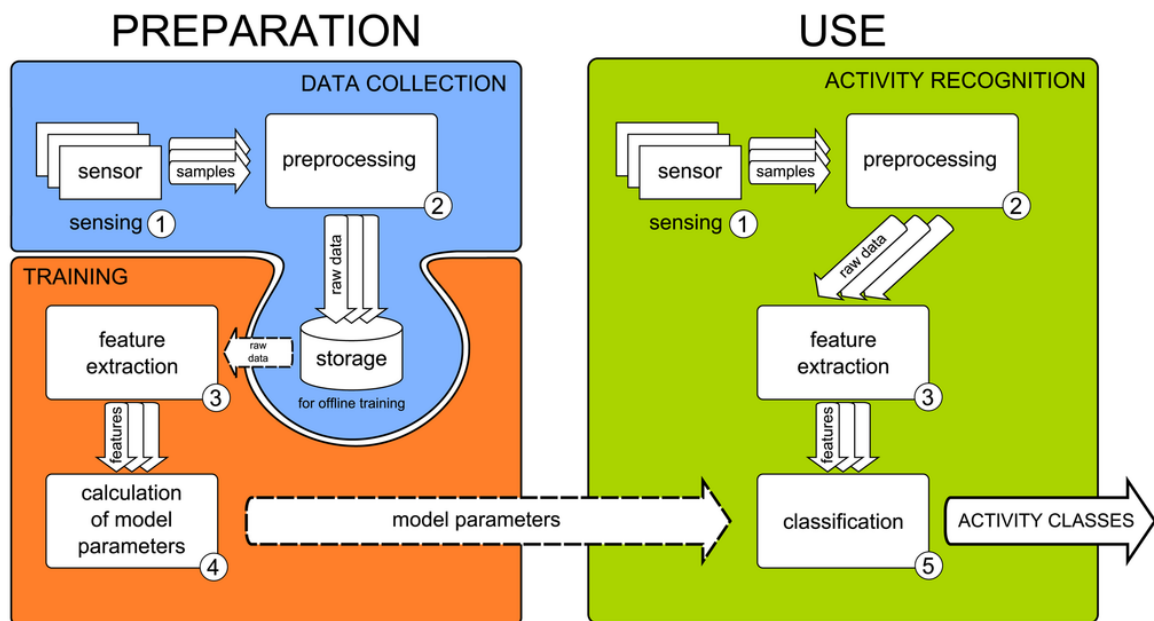 PREPARATION
DATA COLLECTION
sensor
samples
preprocessing
sensing 1
2
raw data
storage
for offline training
TRAINING
raw
data
feature
extraction
3
features
calculation
of model
parameters
4
model parameters
USE
ACTIVITY RECOGNITION
sensor
samples
preprocessing
sensing 1
2
raw data
feature
extraction
3
features
classification
5
ACTIVITY CLASSES